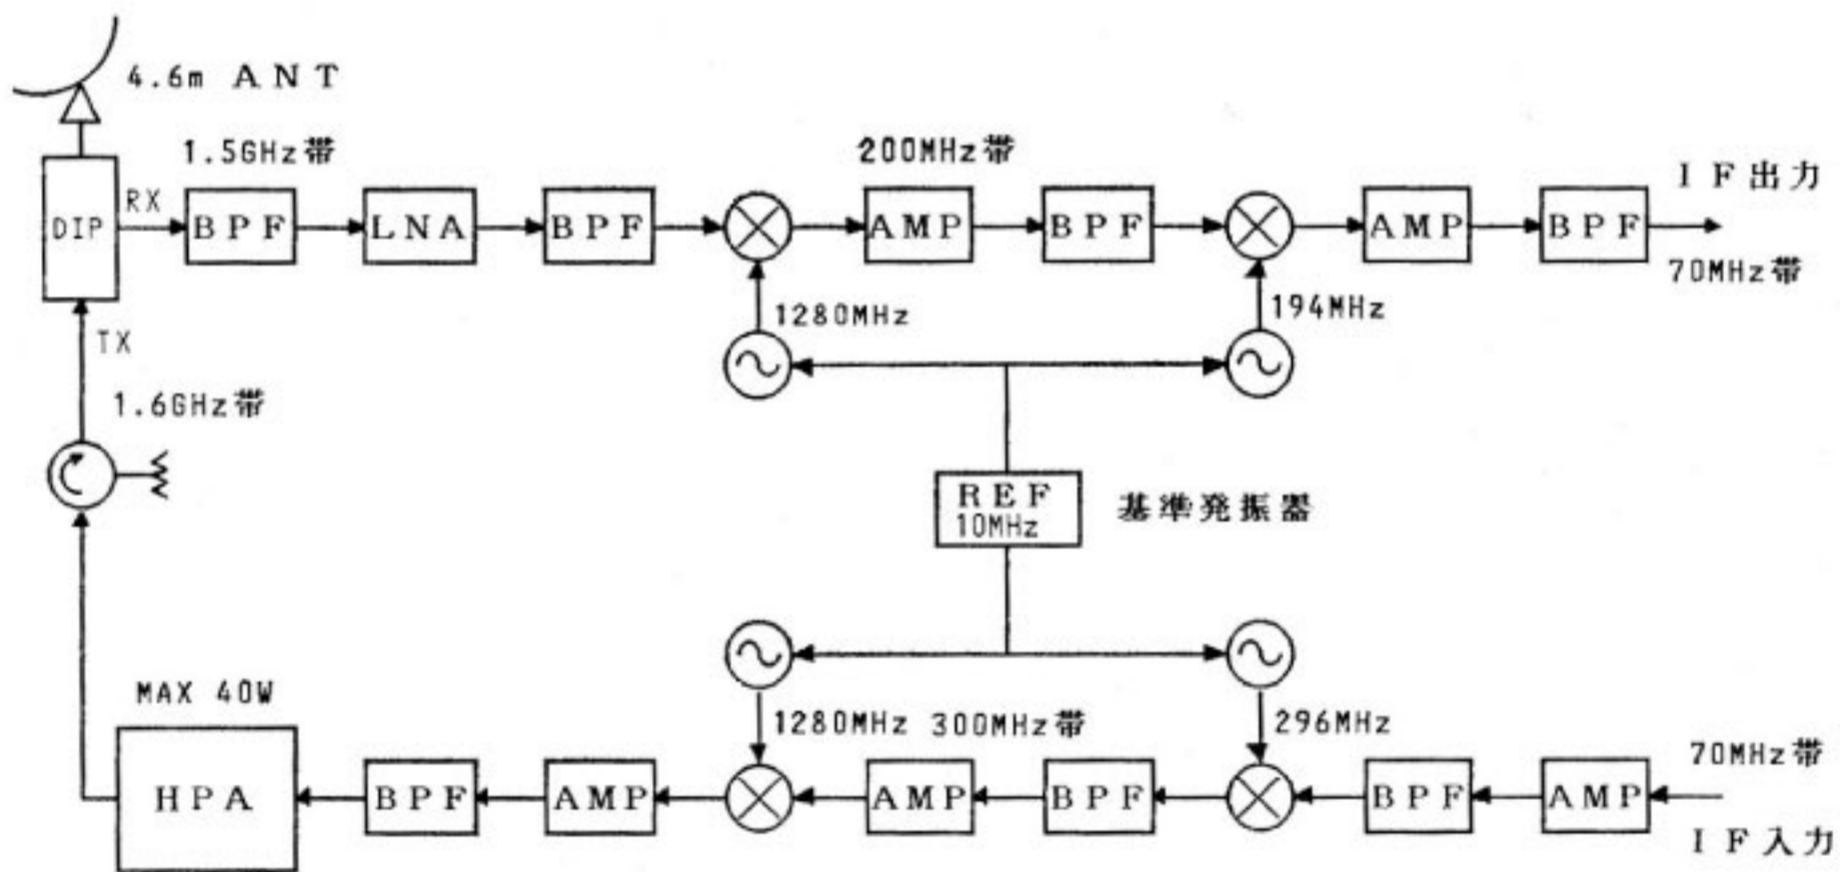 4.6m ANT
1.5GHz帯
200MHz帯
IF出力
DIP
RX
BPF
LNA
BPF
AMP
BPF
AMP
BPF
70MHz帯
1280MHz
194MHz
TX
1.6GHz帯
REF
10MHz
基準発振器
MAX 40W
1280MHz
300MHz帯
296MHz
70MHz帯
HPA
BPF
AMP
AMP
BPF
BPF
AMP
IF入力